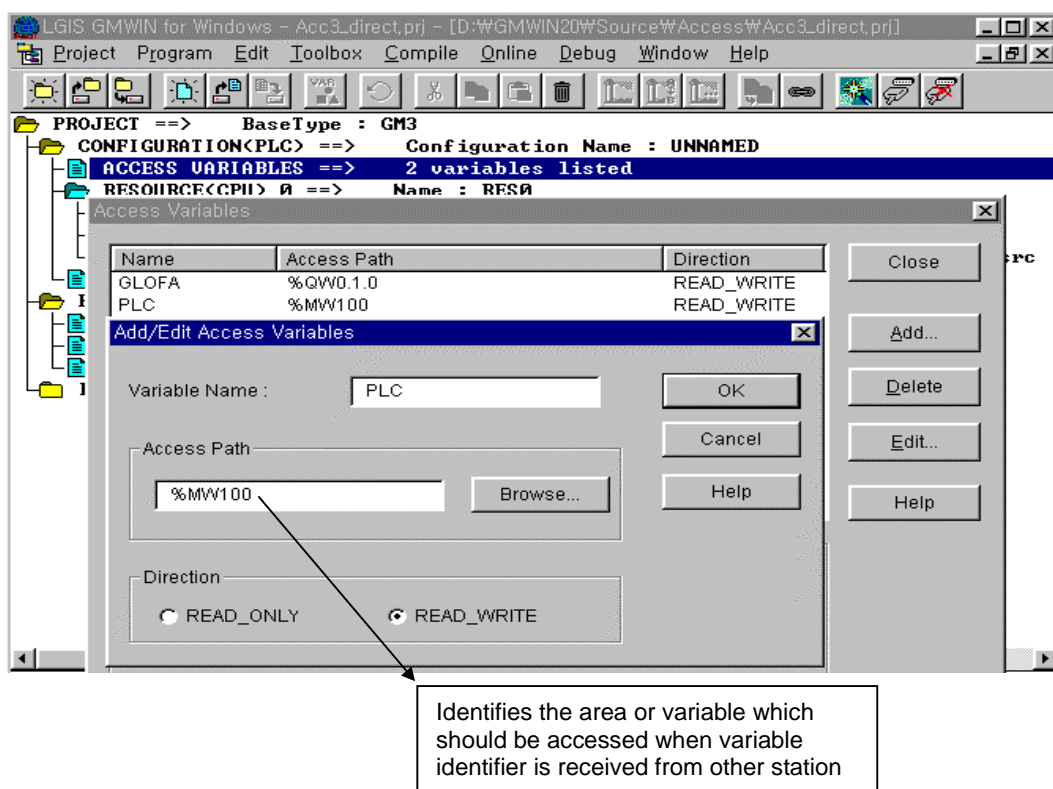 LGIS GMWIN for Windows - Acc3_direct.prj - [D:₩GMWIN20₩Source₩Access₩Acc3_direct.prj]
Project Program Edit Toolbox Compile Online Debug Window Help
PROJECT ==> BaseType : GM3
CONFIGURATION(PLC) ==> Configuration Name : UNNAMED
ACCESS VARIABLES ==> 2 variables listed
RESOURCE(CPU) 0 ==> Name : RES0
Access Variables
Name Access Path Direction
GLOFA %QW0.1.0 READ_WRITE
PLC %MW100 READ_WRITE
Close
src
Add/Edit Access Variables
Add...
Variable Name : PLC
OK
Delete
Access Path
Cancel
Edit...
%MW100
Browse...
Help
Help
Direction
READ_ONLY READ_WRITE
Identifies the area or variable which
should be accessed when variable
identifier is received from other station